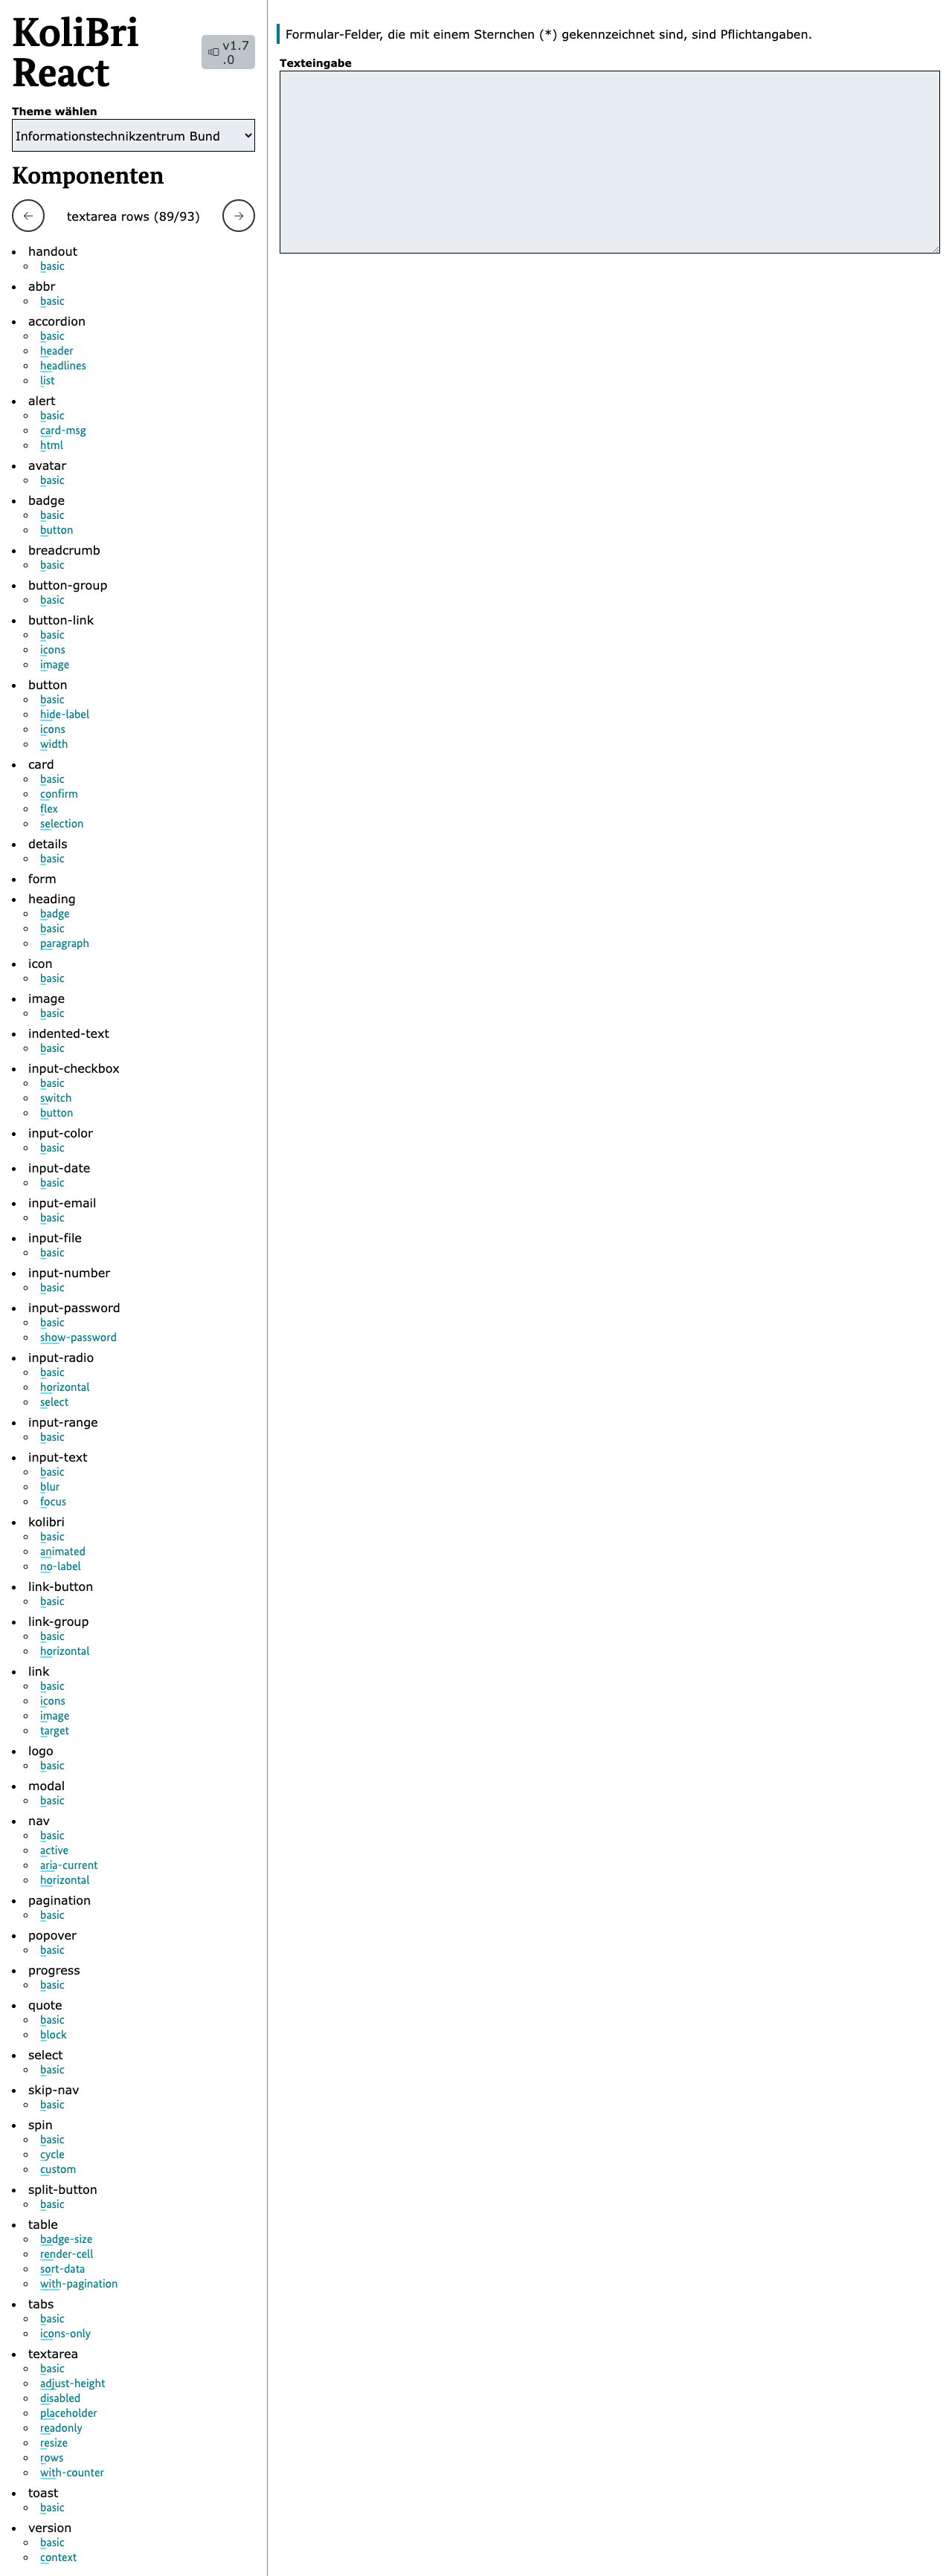 KoliBri
React
v1.7
.0
Theme wählen
Informationstechnikzentrum Bund
Komponenten
← textarea rows (89/93) →
handout
basic
abbr
basic
accordion
basic
header
headlines
list
alert
basic
card-msg
html
avatar
basic
badge
basic
button
breadcrumb
basic
button-group
basic
button-link
basic
icons
image
button
basic
hide-label
icons
width
card
basic
confirm
flex
selection
details
basic
form
heading
badge
basic
paragraph
icon
basic
image
basic
indented-text
basic
input-checkbox
basic
switch
button
input-color
basic
input-date
basic
input-email
basic
input-file
basic
input-number
basic
input-password
basic
show-password
input-radio
basic
horizontal
select
input-range
basic
input-text
basic
blur
focus
kolibri
basic
animated
no-label
link-button
basic
link-group
basic
horizontal
link
basic
icons
image
target
logo
basic
modal
basic
nav
basic
active
aria-current
horizontal
pagination
basic
popover
basic
progress
basic
quote
basic
block
select
basic
skip-nav
basic
spin
basic
cycle
custom
split-button
basic
table
badge-size
render-cell
sort-data
with-pagination
tabs
basic
icons-only
textarea
basic
adjust-height
disabled
placeholder
readonly
resize
rows
with-counter
toast
basic
version
basic
context
Formular-Felder, die mit einem Sternchen (*) gekennzeichnet sind, sind Pflichtangaben.
Texteingabe